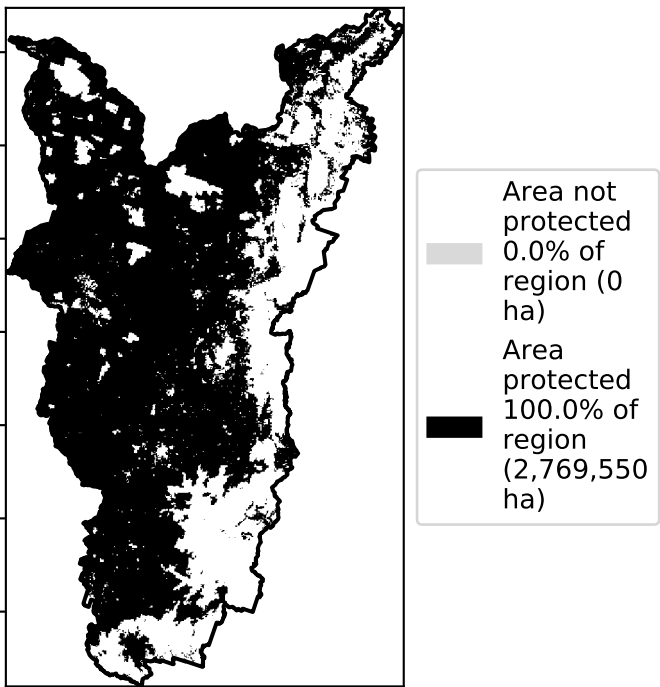 Area not
protected
0.0% of
region (0
ha)
Area
protected
100.0% of
region
(2,769,550
ha)